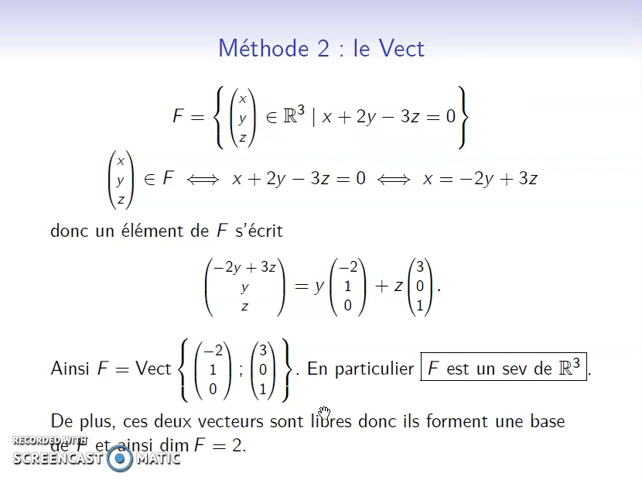 Méthode 2 : le Vect
F = { (x y z) ∈ ℝ³ | x + 2y − 3z = 0 }
(x y z) ∈ F ⟺ x + 2y − 3z = 0 ⟺ x = −2y + 3z
donc un élément de F s'écrit
(−2y + 3z y z) = y (−2 1 0) + z (3 0 1).
Ainsi F = Vect { (−2 1 0) ; (3 0 1) }. En particulier F est un sev de ℝ³.
De plus, ces deux vecteurs sont libres donc ils forment une base
de F et ainsi dim F = 2.
RECORDED WITH
SCREENCAST MATIC